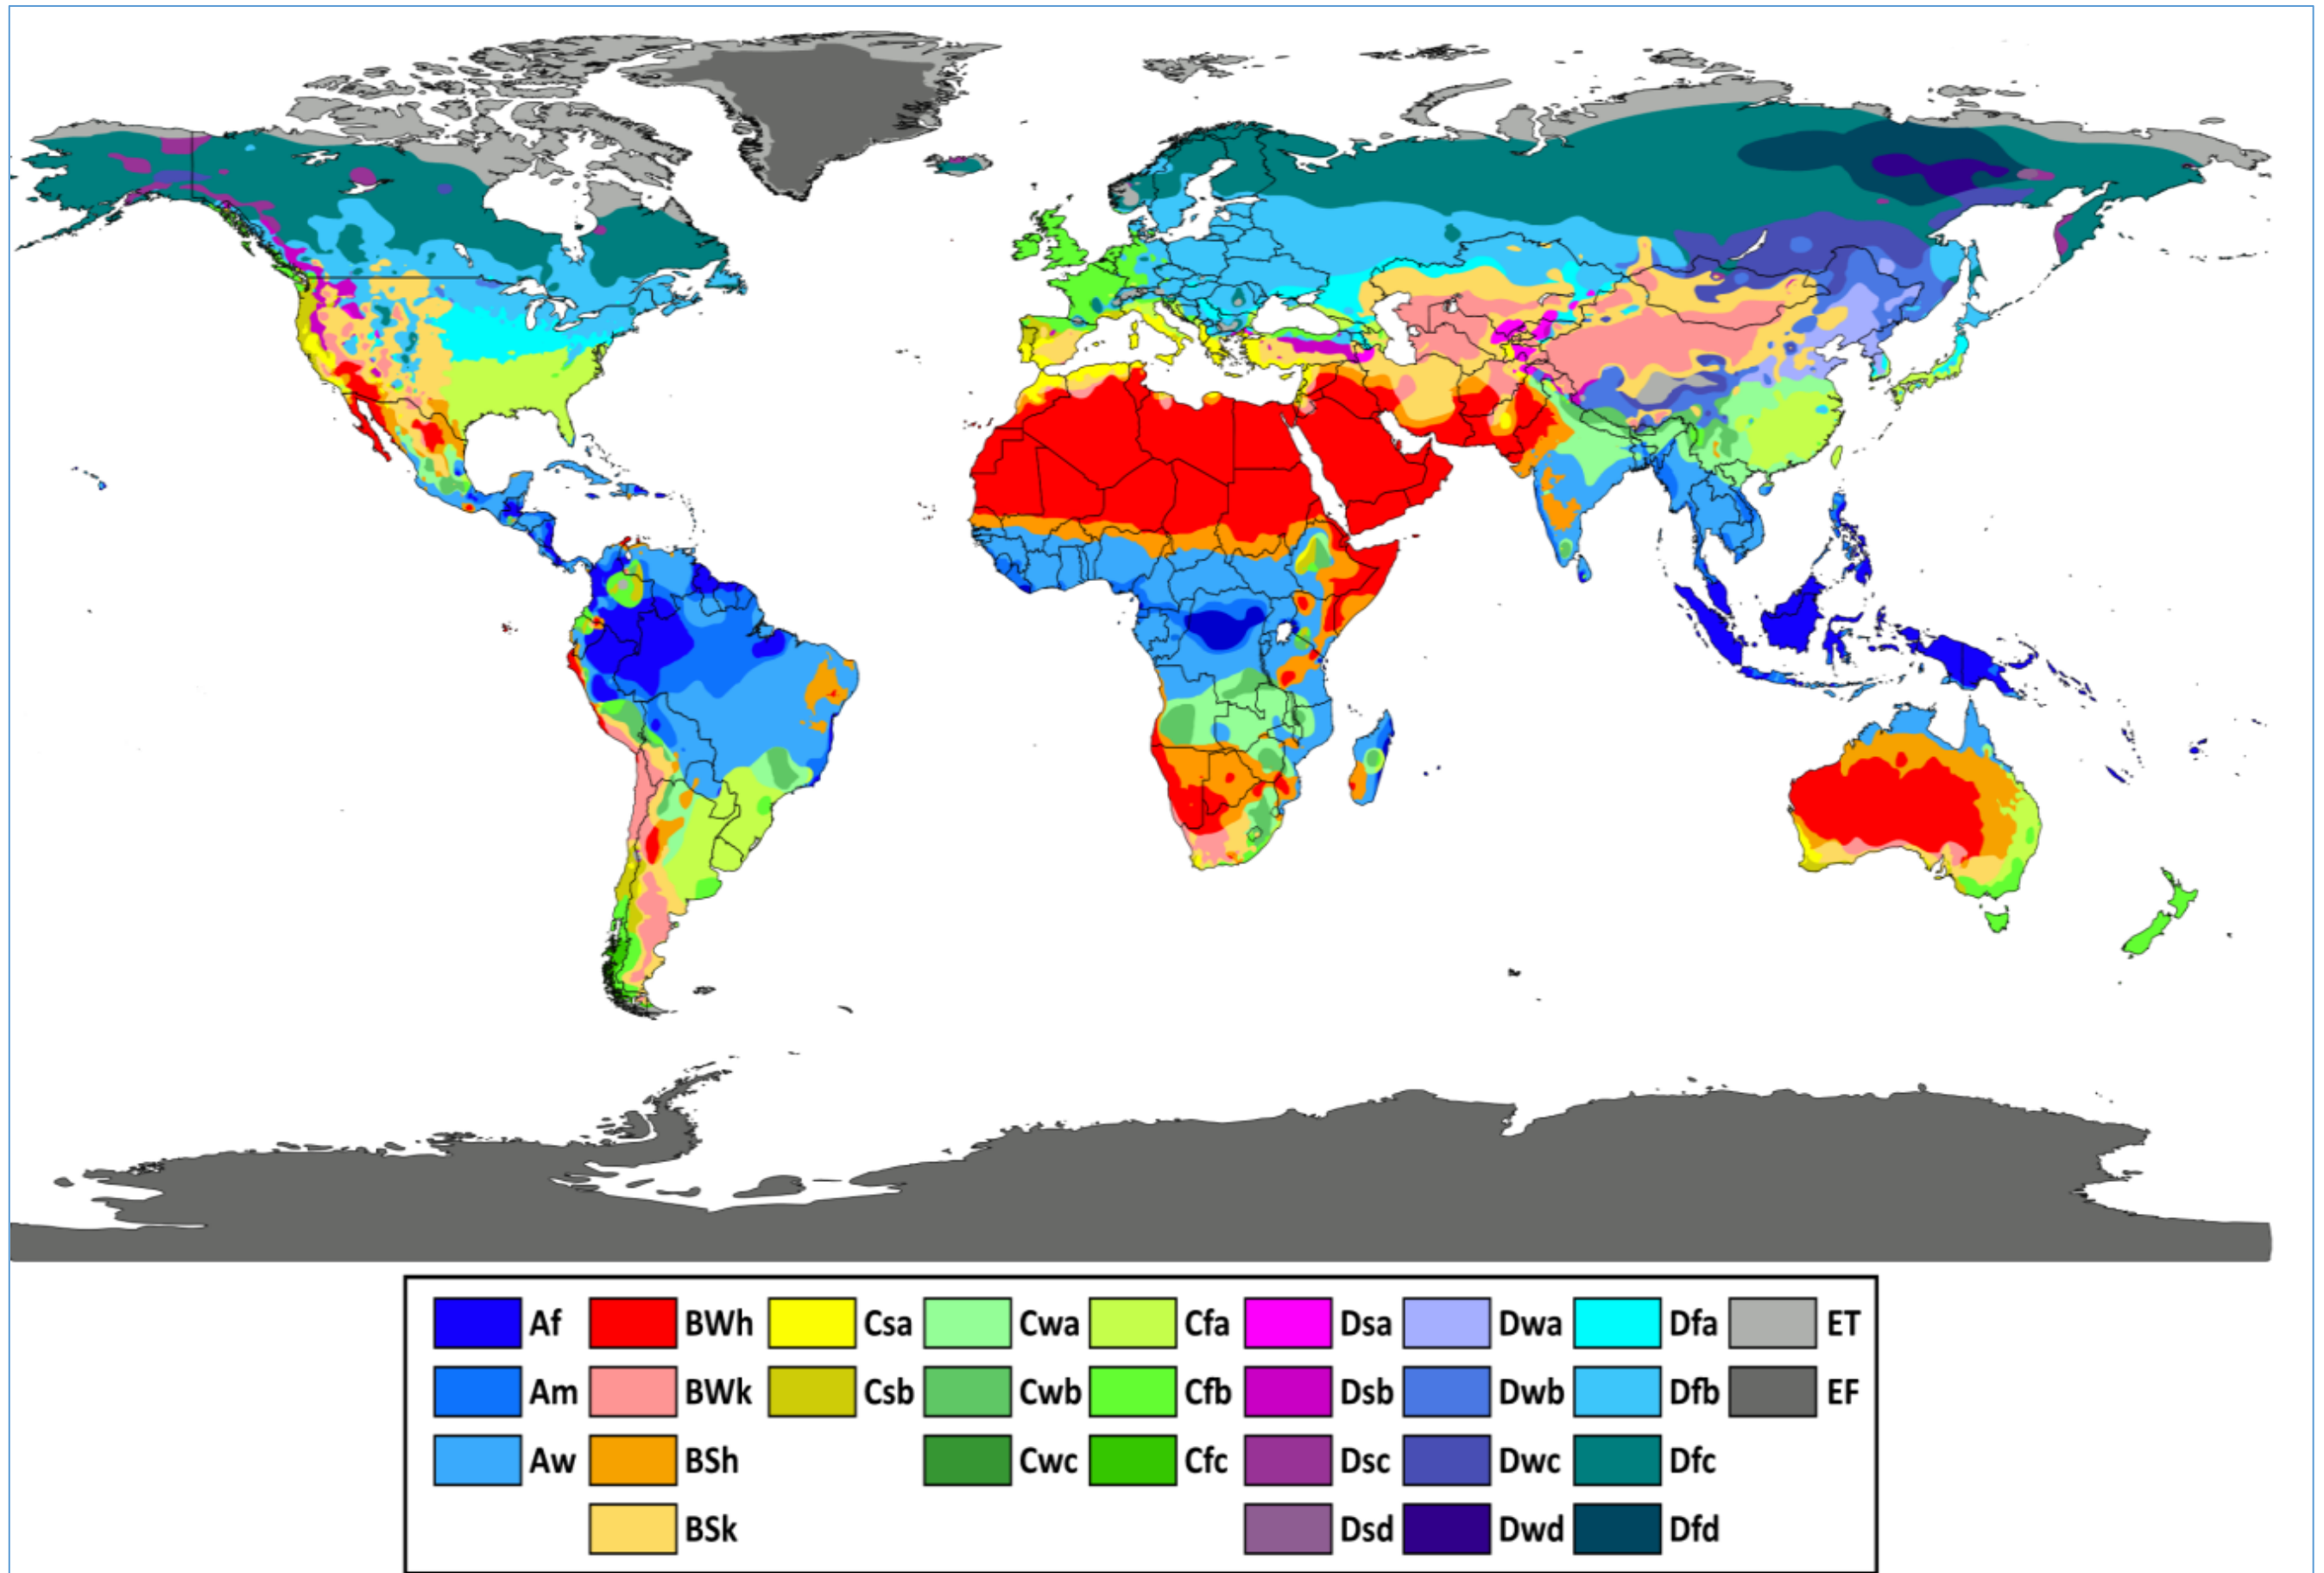 Af BWh Csa Cwa Cfa Dsa Dwa Dfa ET
Am BWk Csb Cwb Cfb Dsb Dwb Dfb EF
Aw BSh Cwc Cfc Dsc Dwc Dfc
BSk Dsd Dwd Dfd